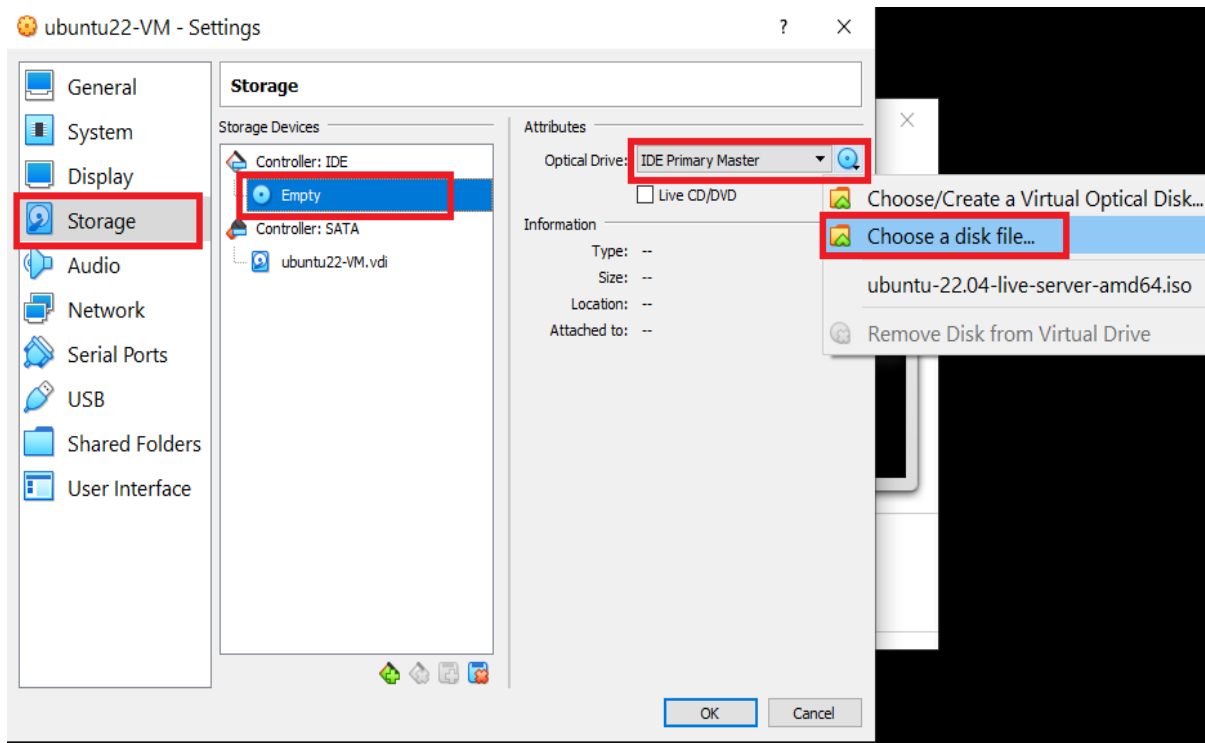 ubuntu22-VM - Settings
?
General
System
Display
Storage
Audio
Network
Serial Ports
USB
Shared Folders
User Interface
Storage
Storage Devices
Controller: IDE
Empty
Controller: SATA
ubuntu22-VM.vdi
Attributes
Optical Drive: IDE Primary Master
Live CD/DVD
Information
Type: --
Size: --
Location: --
Attached to: --
Choose/Create a Virtual Optical Disk...
Choose a disk file...
ubuntu-22.04-live-server-amd64.iso
Remove Disk from Virtual Drive
OK
Cancel